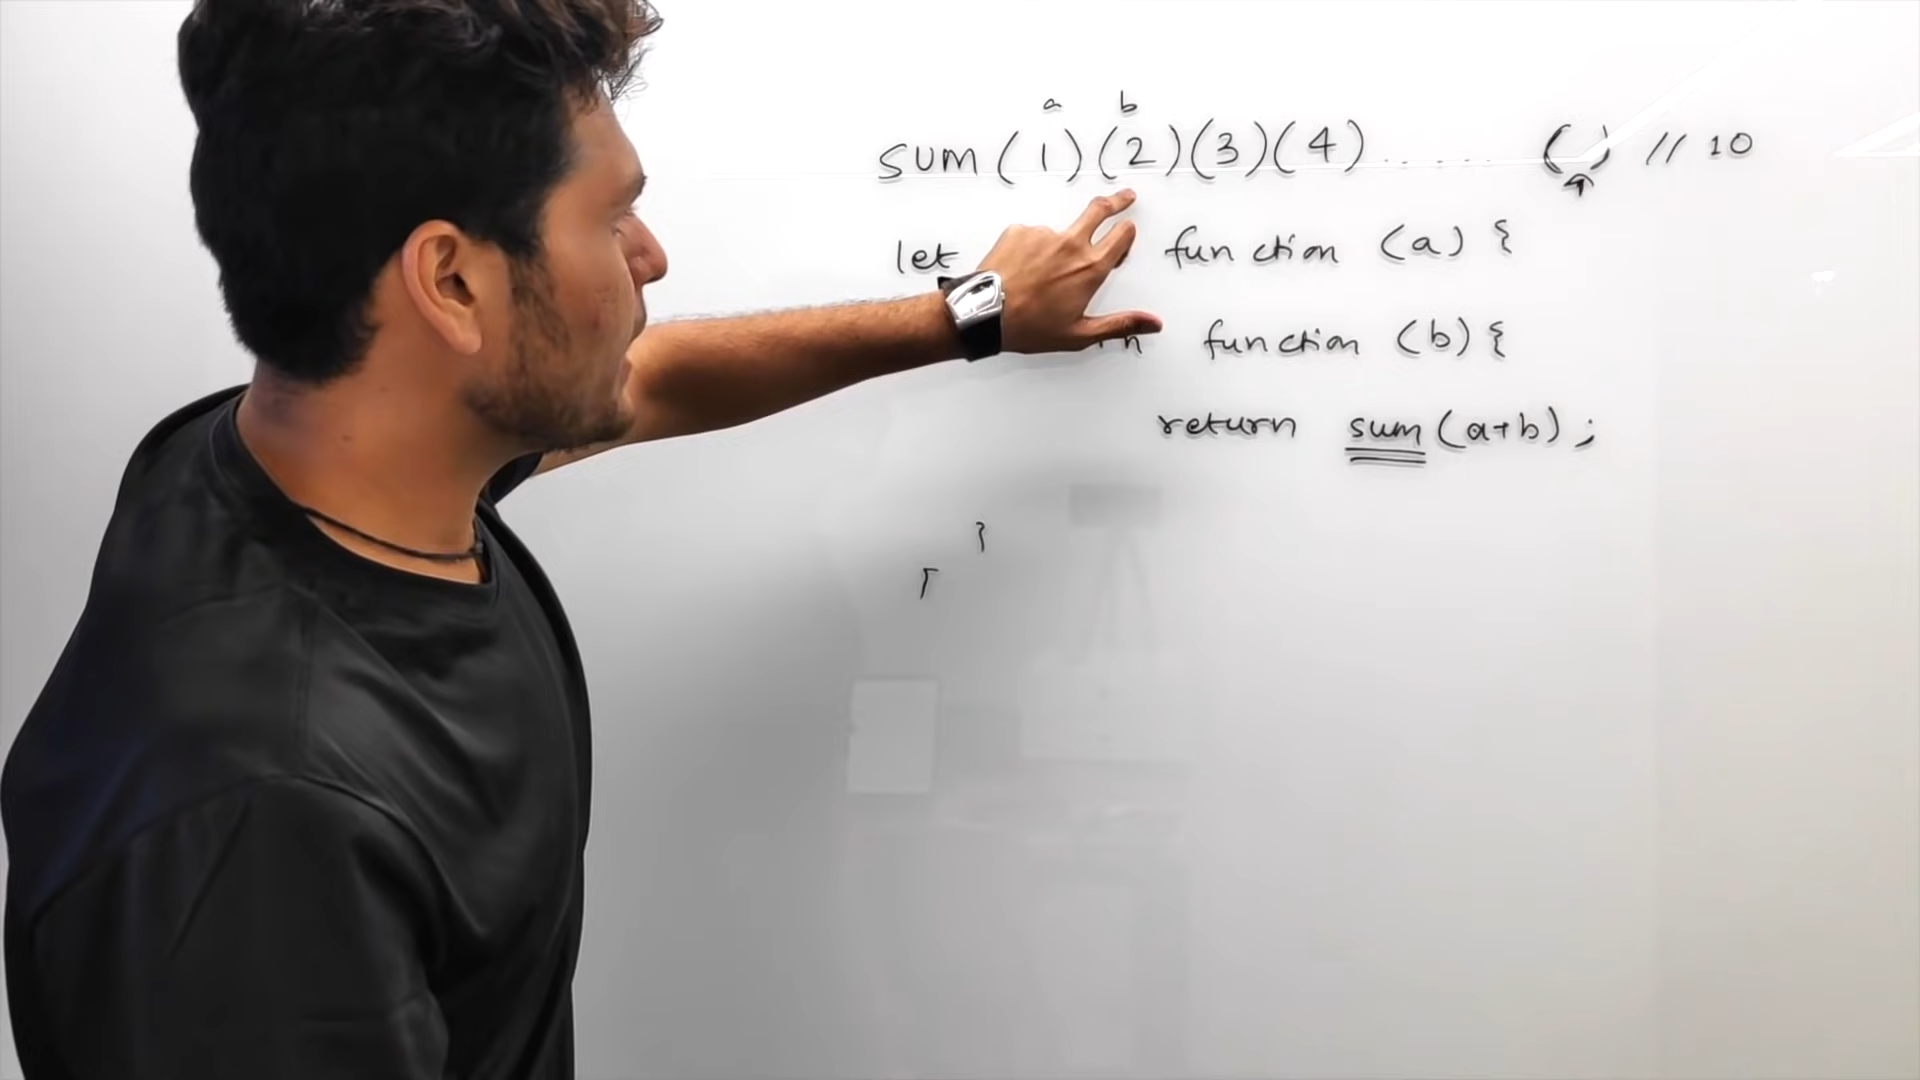 a b
sum(1)(2)(3)(4)...... () // 10
let function (a) {
function (b) {
return sum(a+b);
}